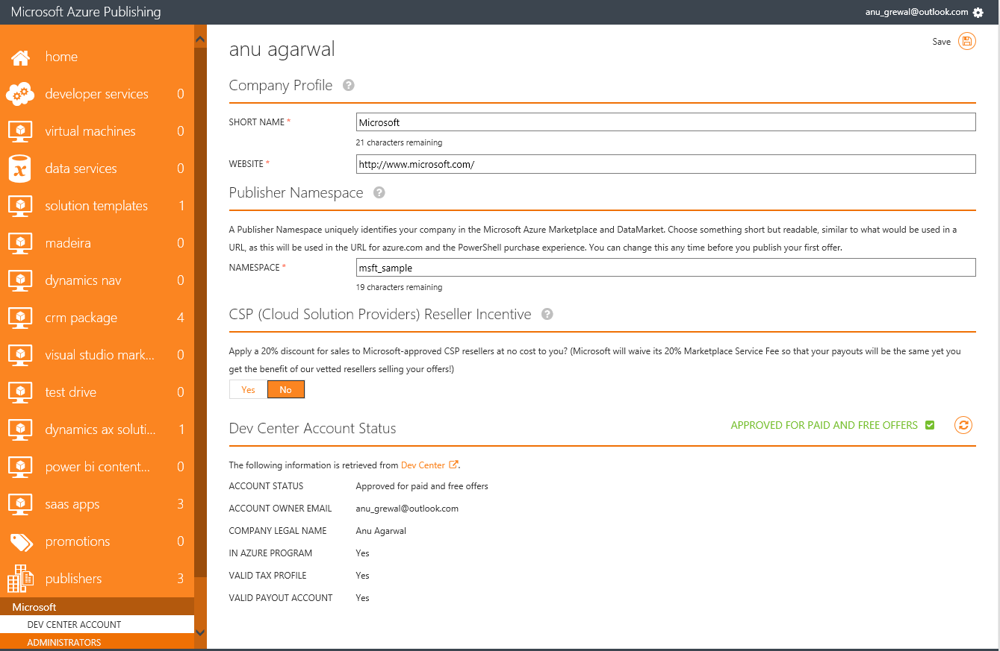 Microsoft Azure Publishing
anu_grewal@outlook.com
home
developer services 0
virtual machines 0
data services 0
solution templates 1
madeira 0
dynamics nav 0
crm package 4
visual studio mark... 0
test drive 0
dynamics ax soluti... 1
power bi content... 0
saas apps 3
promotions 0
publishers 3
Microsoft
DEV CENTER ACCOUNT
ADMINISTRATORS
anu agarwal
Save
Company Profile ?
SHORT NAME * Microsoft
21 characters remaining
WEBSITE * http://www.microsoft.com/
Publisher Namespace ?
A Publisher Namespace uniquely identifies your company in the Microsoft Azure Marketplace and DataMarket. Choose something short but readable, similar to what would be used in a
URL, as this will be used in the URL for azure.com and the PowerShell purchase experience. You can change this any time before you publish your first offer.
NAMESPACE * msft_sample
19 characters remaining
CSP (Cloud Solution Providers) Reseller Incentive ?
Apply a 20% discount for sales to Microsoft-approved CSP resellers at no cost to you? (Microsoft will waive its 20% Marketplace Service Fee so that your payouts will be the same yet you
get the benefit of our vetted resellers selling your offers!)
Yes No
Dev Center Account Status APPROVED FOR PAID AND FREE OFFERS
The following information is retrieved from Dev Center.
ACCOUNT STATUS Approved for paid and free offers
ACCOUNT OWNER EMAIL anu_grewal@outlook.com
COMPANY LEGAL NAME Anu Agarwal
IN AZURE PROGRAM Yes
VALID TAX PROFILE Yes
VALID PAYOUT ACCOUNT Yes